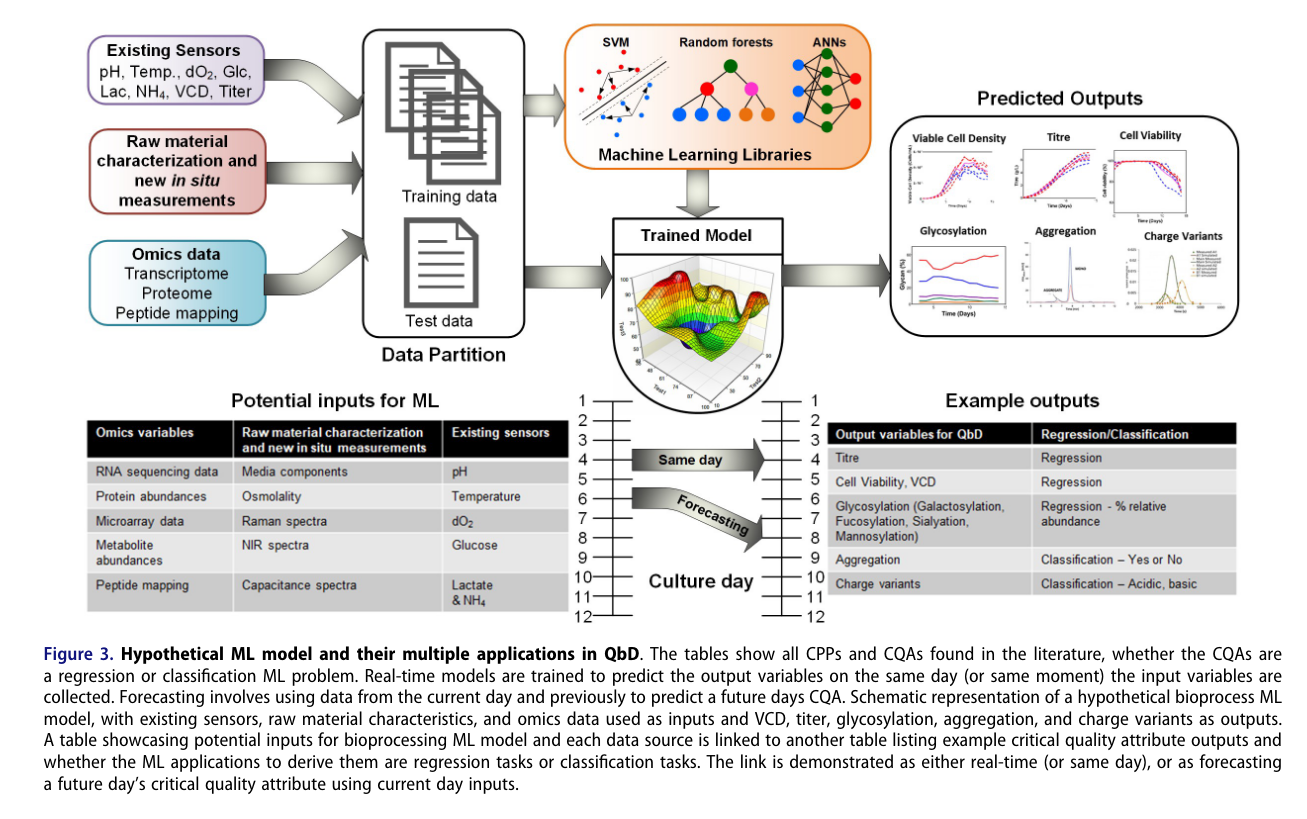 Existing Sensors
pH, Temp., dO2, Glc,
Lac, NH4, VCD, Titer
Raw material
characterization and
new in situ
measurements
Omics data
Transcriptome
Proteome
Peptide mapping
Training data
Test data
Data Partition
SVM
Random forests
ANNs
Machine Learning Libraries
Trained Model
Predicted Outputs
Viable Cell Density
Time (Days)
Titre
Time (Days)
Cell Viability
Time (Days)
Glycosylation
Glycan (%)
Time (Days)
Aggregation
AGGREGATE
MONO
Charge Variants
Potential inputs for ML
Omics variables
Raw material characterization
and new in situ measurements
Existing sensors
RNA sequencing data
Media components
pH
Protein abundances
Osmolality
Temperature
Microarray data
Raman spectra
dO2
Metabolite
abundances
NIR spectra
Glucose
Peptide mapping
Capacitance spectra
Lactate
& NH4
1
2
3
4
5
6
7
8
9
10
11
12
Same day
Forecasting
Culture day
1
2
3
4
5
6
7
8
9
10
11
12
Example outputs
Output variables for QbD
Regression/Classification
Titre
Regression
Cell Viability, VCD
Regression
Glycosylation (Galactosylation,
Fucosylation, Sialyation,
Mannosylation)
Regression - % relative
abundance
Aggregation
Classification – Yes or No
Charge variants
Classification – Acidic, basic
Figure 3. Hypothetical ML model and their multiple applications in QbD. The tables show all CPPs and CQAs found in the literature, whether the CQAs are
a regression or classification ML problem. Real-time models are trained to predict the output variables on the same day (or same moment) the input variables are
collected. Forecasting involves using data from the current day and previously to predict a future days CQA. Schematic representation of a hypothetical bioprocess ML
model, with existing sensors, raw material characteristics, and omics data used as inputs and VCD, titer, glycosylation, aggregation, and charge variants as outputs.
A table showcasing potential inputs for bioprocessing ML model and each data source is linked to another table listing example critical quality attribute outputs and
whether the ML applications to derive them are regression tasks or classification tasks. The link is demonstrated as either real-time (or same day), or as forecasting
a future day's critical quality attribute using current day inputs.